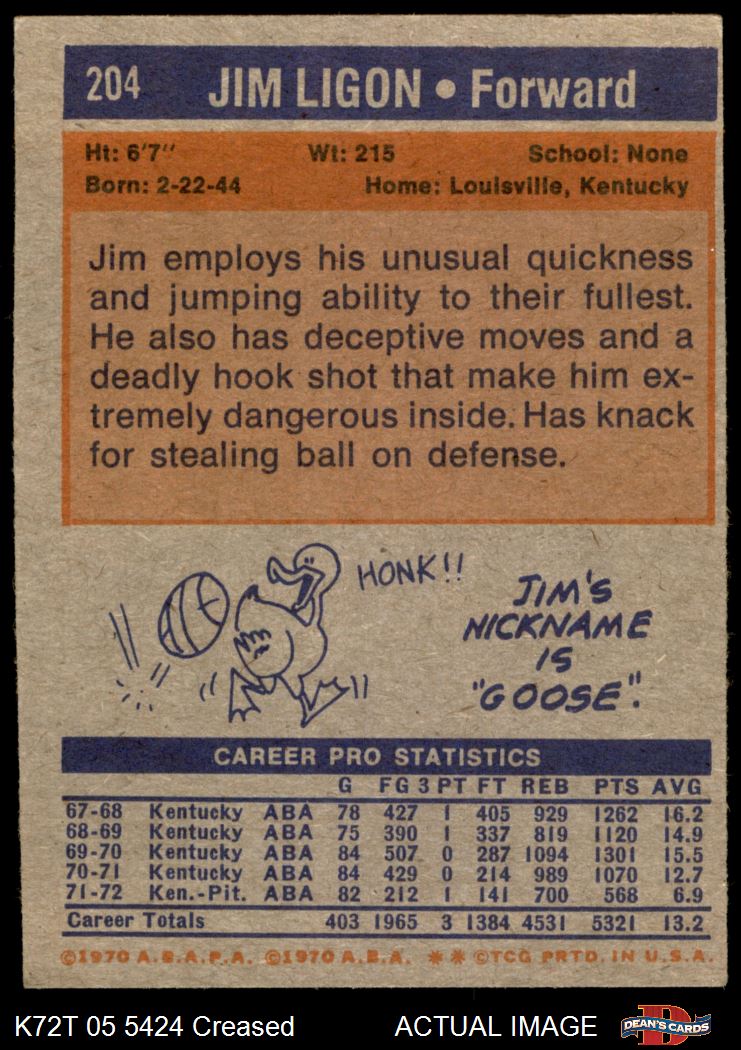 204 JIM LIGON • Forward
Ht: 6'7" Wt: 215 School: None
Born: 2-22-44 Home: Louisville, Kentucky
Jim employs his unusual quickness
and jumping ability to their fullest.
He also has deceptive moves and a
deadly hook shot that make him ex-
tremely dangerous inside. Has knack
for stealing ball on defense.
HONK!!
JIM'S
NICKNAME
IS
"GOOSE".
CAREER PRO STATISTICS
G FG 3 PT FT REB PTS AVG
67-68 Kentucky ABA 78 427 1 405 929 1262 16.2
68-69 Kentucky ABA 75 390 1 337 819 1120 14.9
69-70 Kentucky ABA 84 507 0 287 1094 1301 15.5
70-71 Kentucky ABA 84 429 0 214 989 1070 12.7
71-72 Ken.-Pit. ABA 82 212 1 141 700 568 6.9
Career Totals 403 1965 3 1384 4531 5321 13.2
©1970 A.B.A.P.A. ©1970 A.B.A. ** ©TCG PRTD. IN U.S.A.
K72T 05 5424 Creased ACTUAL IMAGE D DEAN'S CARDS